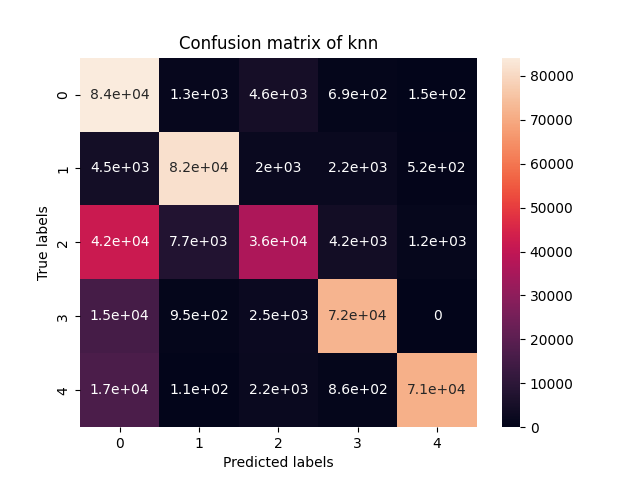 Confusion matrix of knn
True labels
0 8.4e+04 1.3e+03 4.6e+03 6.9e+02 1.5e+02
1 4.5e+03 8.2e+04 2e+03 2.2e+03 5.2e+02
2 4.2e+04 7.7e+03 3.6e+04 4.2e+03 1.2e+03
3 1.5e+04 9.5e+02 2.5e+03 7.2e+04 0
4 1.7e+04 1.1e+02 2.2e+03 8.6e+02 7.1e+04
0 1 2 3 4
Predicted labels
80000
70000
60000
50000
40000
30000
20000
10000
0